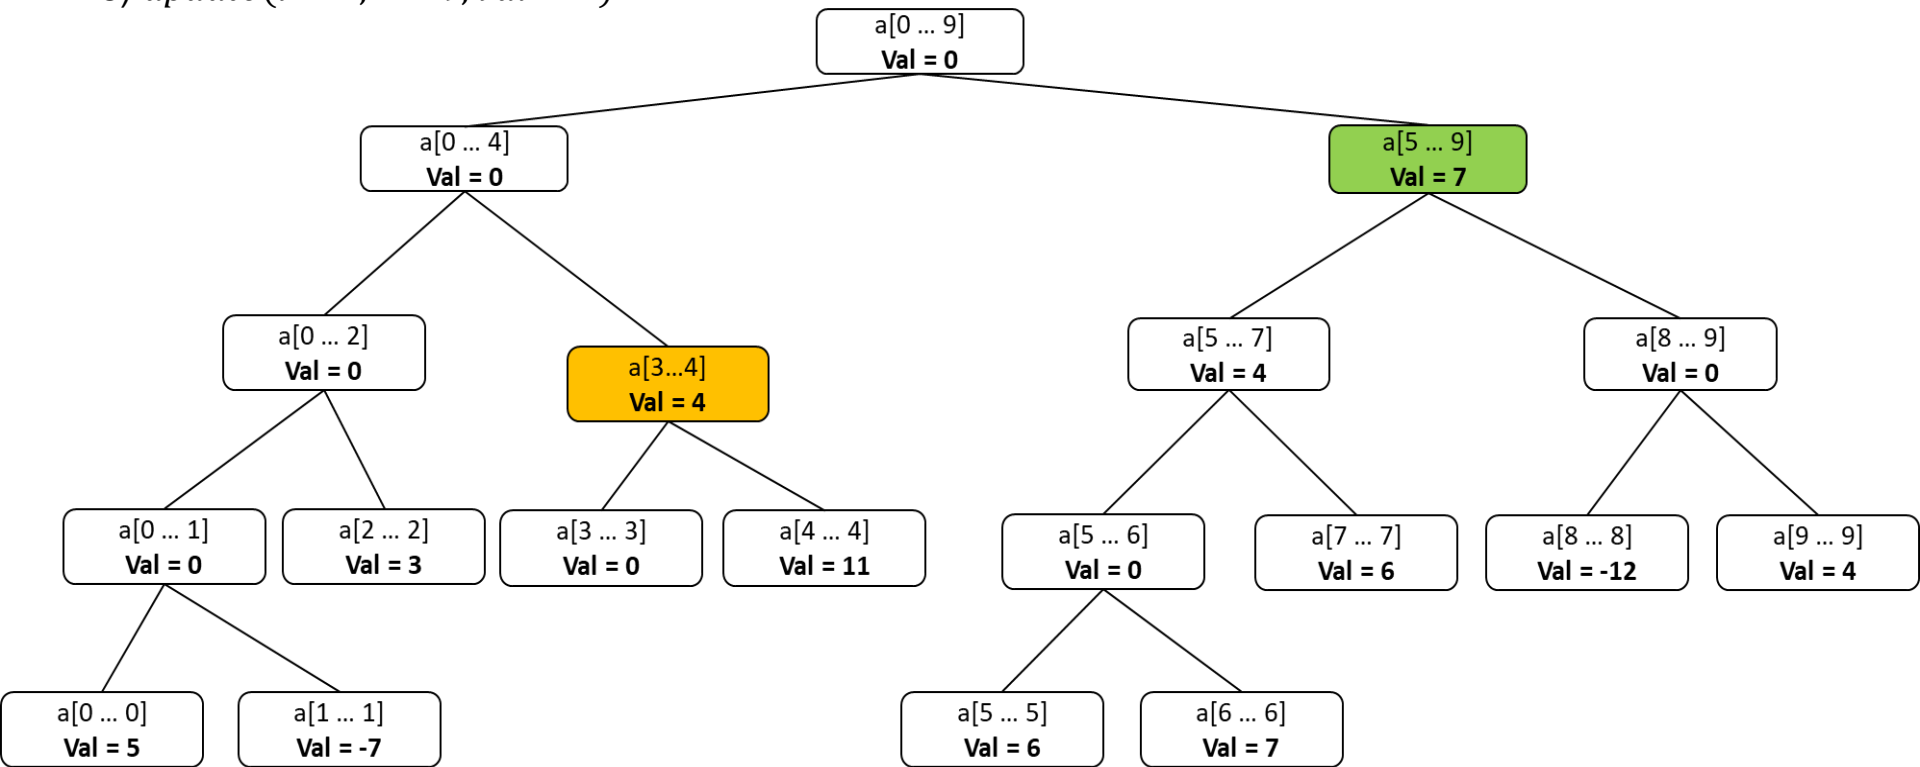 a[0 ... 9]
Val = 0
a[0 ... 4]
Val = 0
a[5 ... 9]
Val = 7
a[0 ... 2]
Val = 0
a[3...4]
Val = 4
a[5 ... 7]
Val = 4
a[8 ... 9]
Val = 0
a[0 ... 1]
Val = 0
a[2 ... 2]
Val = 3
a[3 ... 3]
Val = 0
a[4 ... 4]
Val = 11
a[5 ... 6]
Val = 0
a[7 ... 7]
Val = 6
a[8 ... 8]
Val = -12
a[9 ... 9]
Val = 4
a[0 ... 0]
Val = 5
a[1 ... 1]
Val = -7
a[5 ... 5]
Val = 6
a[6 ... 6]
Val = 7